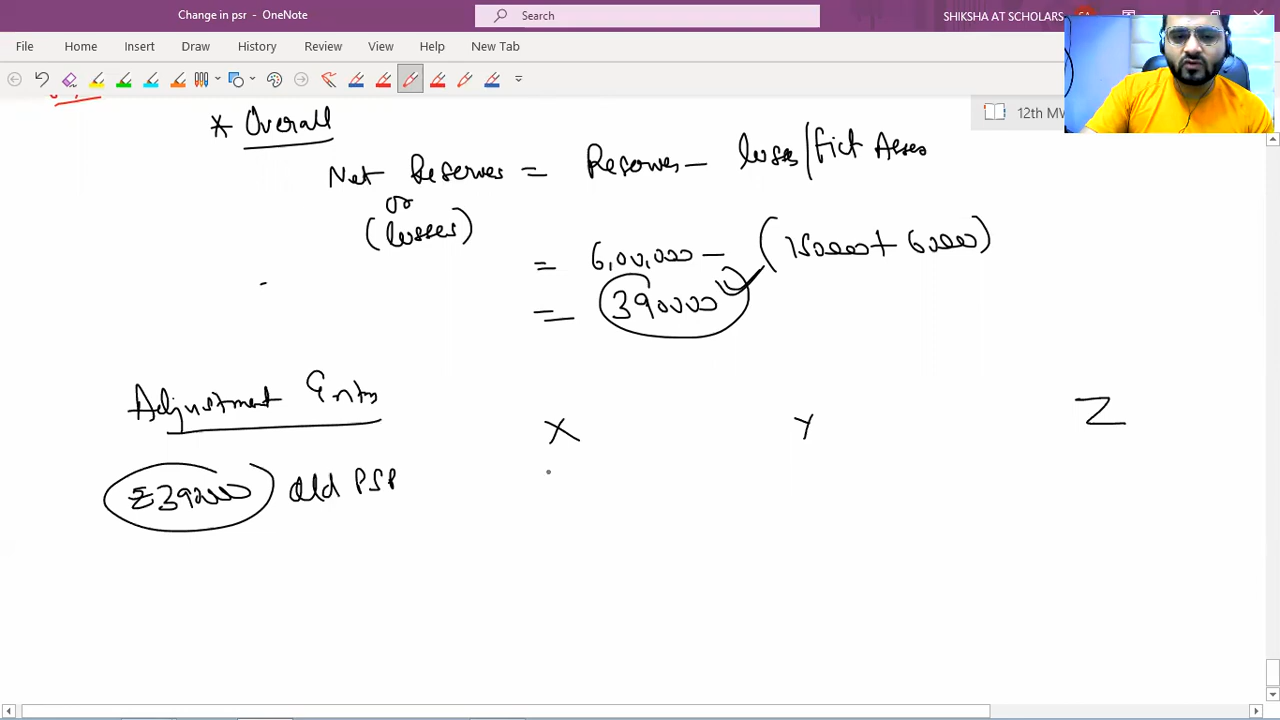 Change in psr - OneNote
Search
SHIKSHA AT SCHOLARS
File Home Insert Draw History Review View Help New Tab
12th MW
* Overall
Net Reserves = Reserves - losses/Fict Asses
or
(losses)
= 6,00,000 - (150000 + 60000)
= 390000
Adjustment Entry
X Y Z
₹390000 old PSR